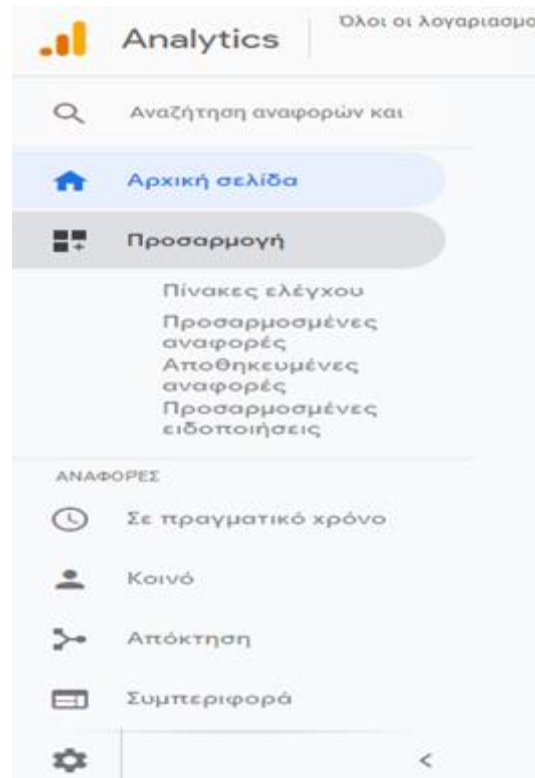 Analytics
Όλοι οι λογαριασμο
Αναζήτηση αναφορών και
Αρχική σελίδα
Προσαρμογή
Πίνακες ελέγχου
Προσαρμοσμένες
αναφορές
Αποθηκευμένες
αναφορές
Προσαρμοσμένες
ειδοποιήσεις
ΑΝΑΦΟΡΕΣ
Σε πραγματικό χρόνο
Κοινό
Απόκτηση
Συμπεριφορά